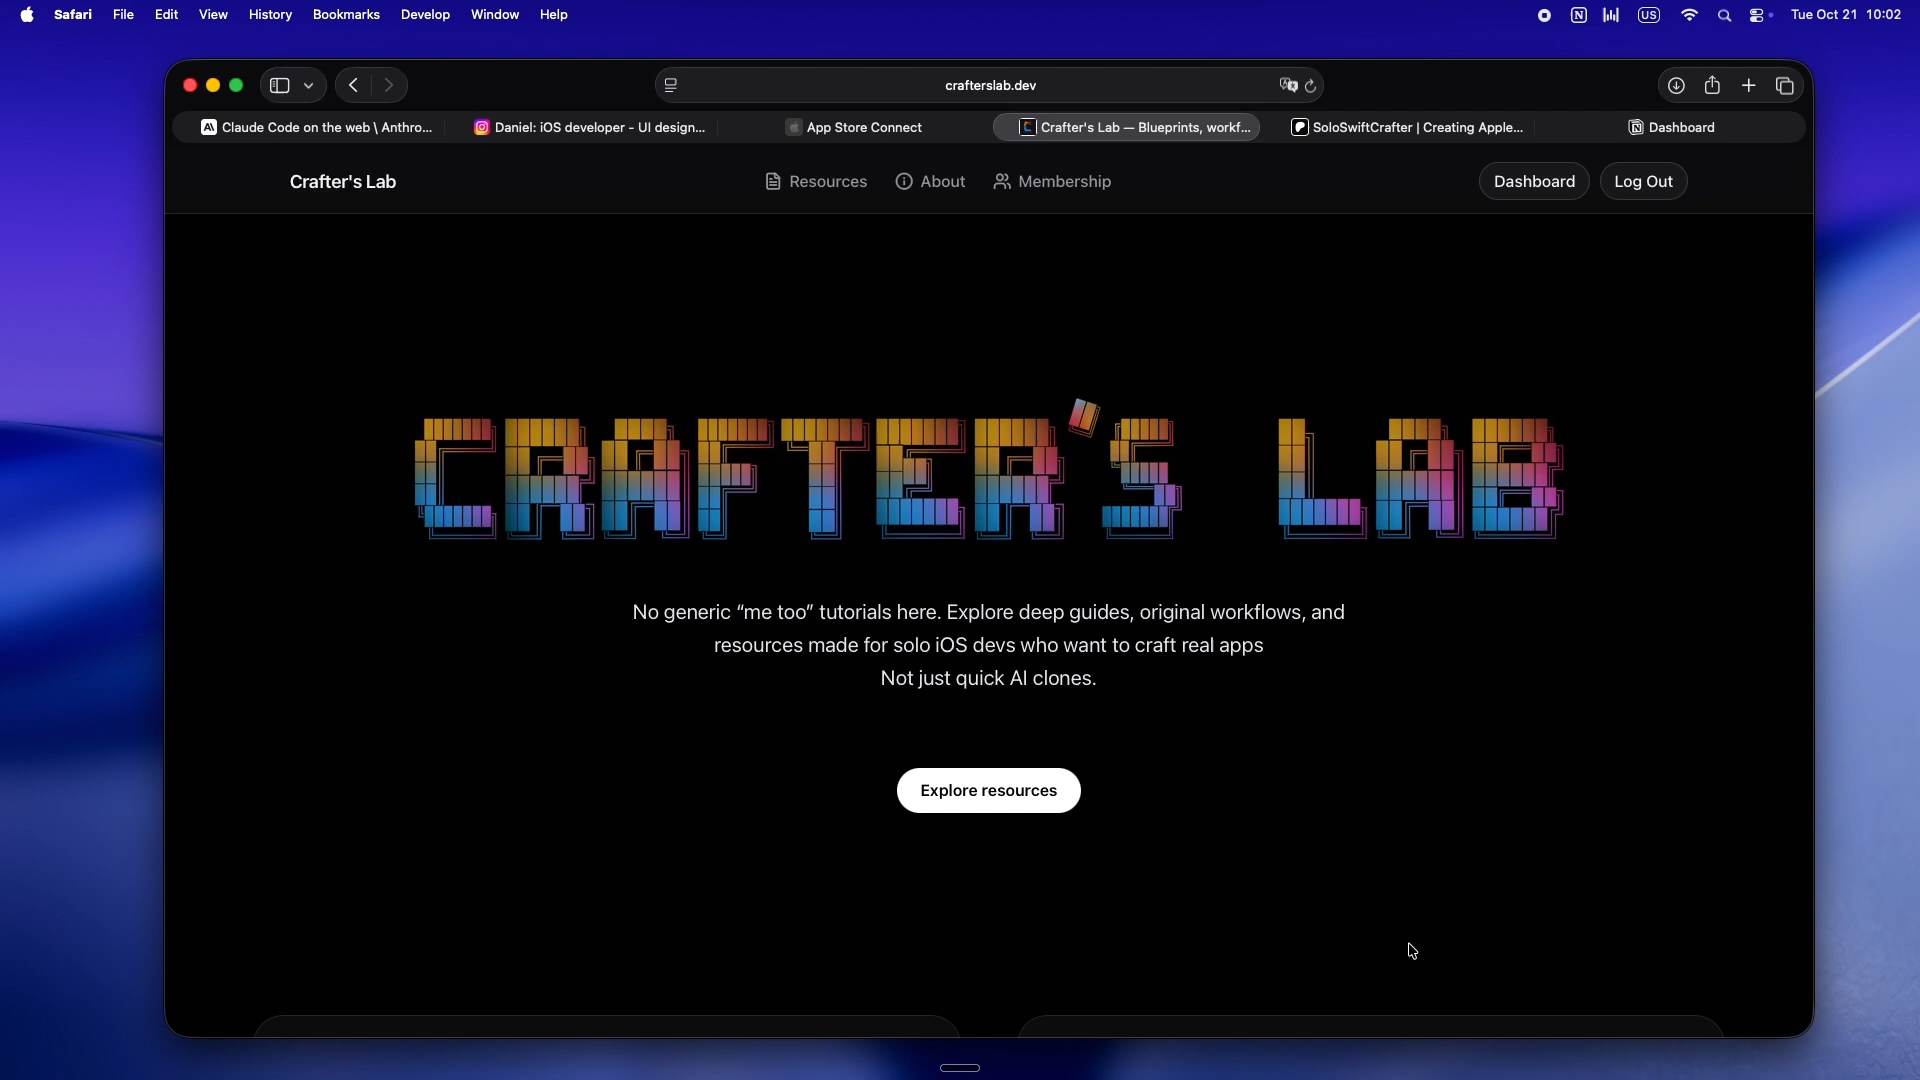 Safari File Edit View History Bookmarks Develop Window Help
US Tue Oct 21 10:02
crafterslab.dev
Claude Code on the web \ Anthro...
Daniel: iOS developer - UI design...
App Store Connect
Crafter's Lab — Blueprints, workf...
SoloSwiftCrafter | Creating Apple...
Dashboard
Crafter's Lab
Resources
About
Membership
Dashboard
Log Out
CRAFTER'S LAB
No generic “me too” tutorials here. Explore deep guides, original workflows, and
resources made for solo iOS devs who want to craft real apps
Not just quick AI clones.
Explore resources